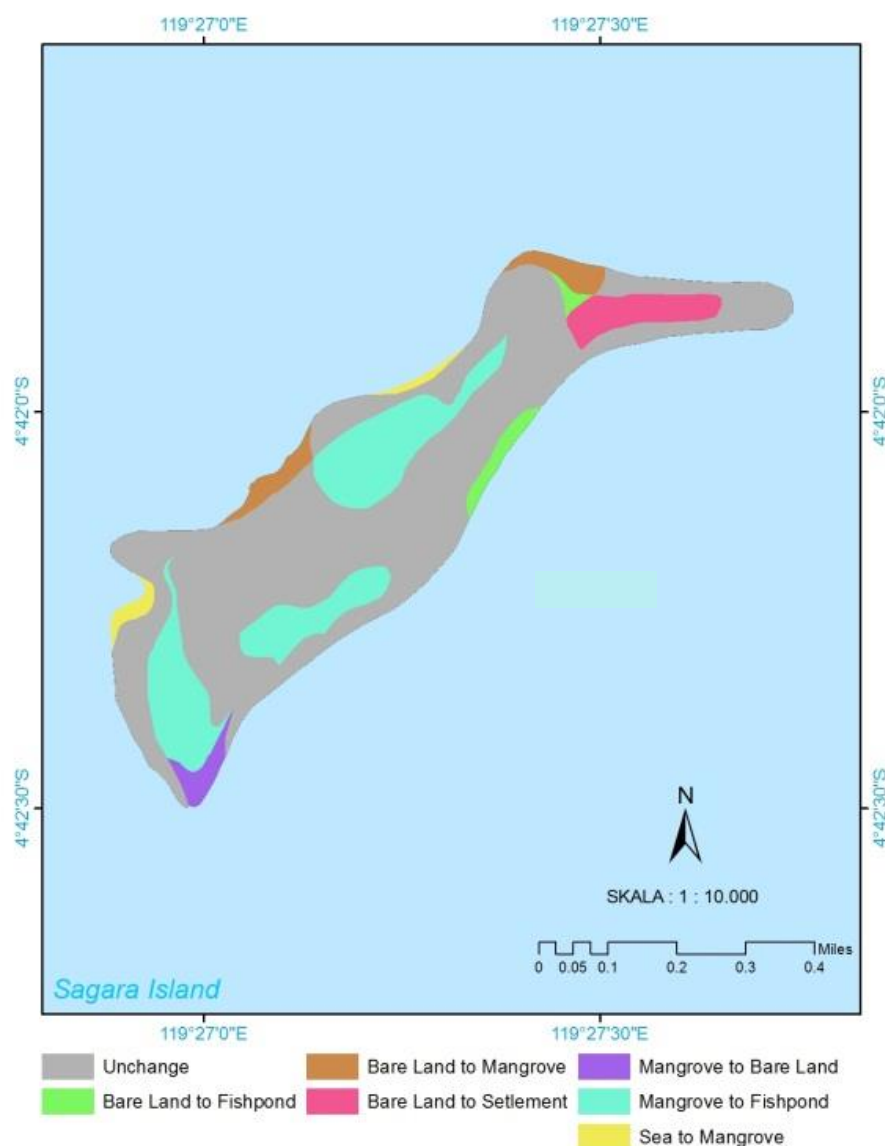 119°27'0"E 119°27'30"E
4°42'0"S 4°42'0"S
4°42'30"S 4°42'30"S
N
SKALA : 1 : 10.000
Miles
0 0.05 0.1 0.2 0.3 0.4
Sagara Island
119°27'0"E 119°27'30"E
Unchange Bare Land to Mangrove Mangrove to Bare Land
Bare Land to Fishpond Bare Land to Setlement Mangrove to Fishpond
Sea to Mangrove